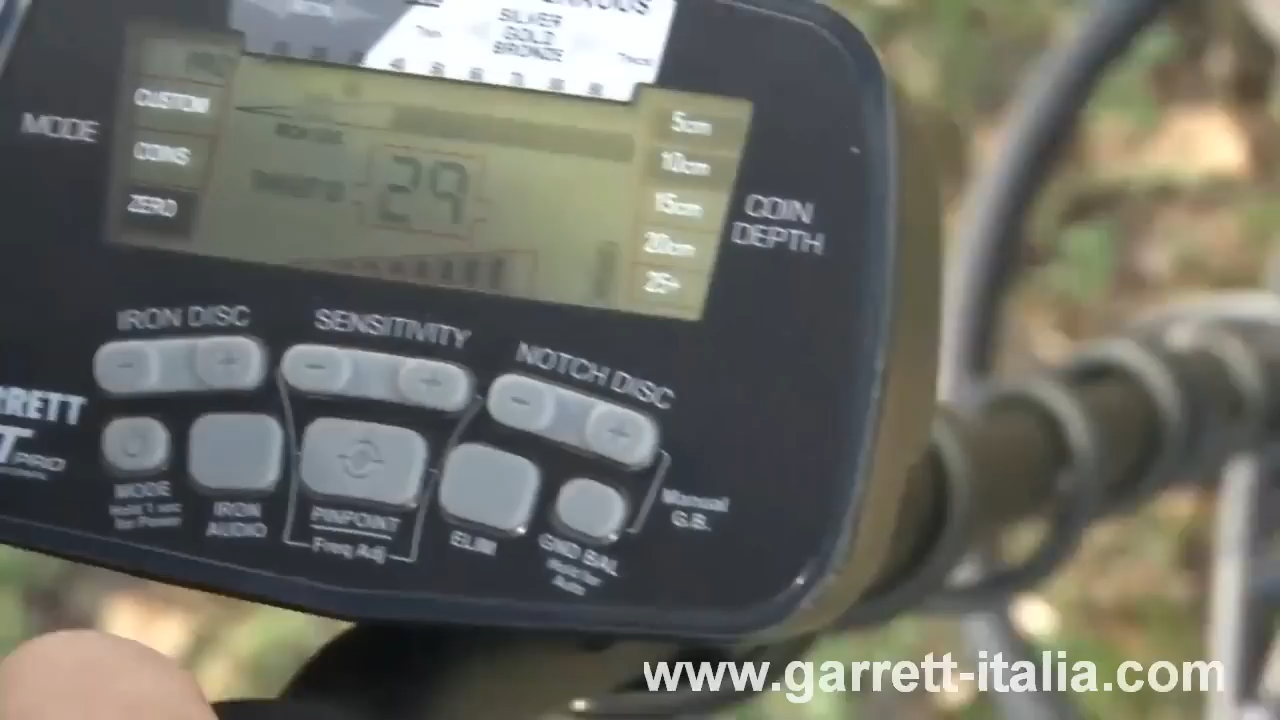 SILVER
GOLD
BRONZE
MODE
CUSTOM
COINS
ZERO
29
5cm
10cm
15cm
20cm
25+
COIN
DEPTH
IRON DISC
- +
SENSITIVITY
- +
NOTCH DISC
- +
RRETT
T PRO
MODE
Hold 1 sec
for Power
IRON
AUDIO
PINPOINT
Freq Adj
ELIM
GND BAL
Manual
G.B.
www.garrett-italia.com